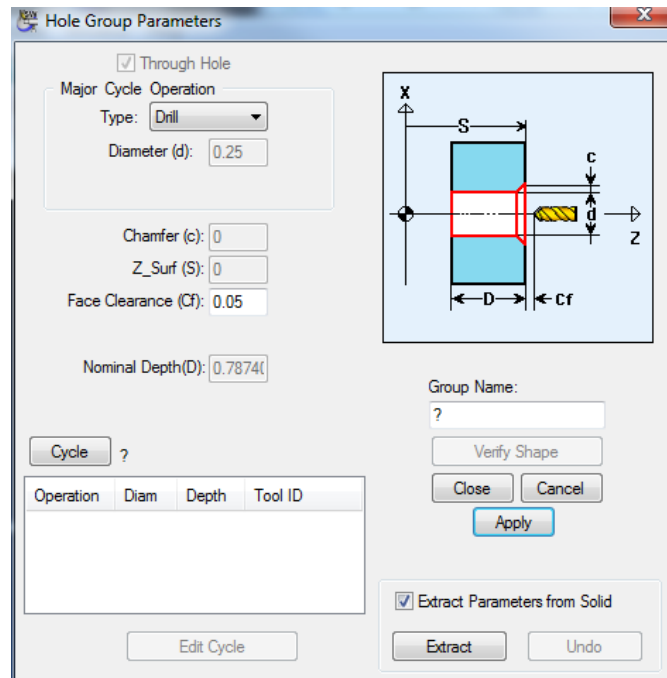 Hole Group Parameters
Through Hole
Major Cycle Operation
Type: Drill
Diameter (d): 0.25
Chamfer (c): 0
Z_Surf (S): 0
Face Clearance (Cf): 0.05
Nominal Depth(D): 0.7874(
X
S
c
d
Z
D
Cf
Group Name:
?
Verify Shape
Close Cancel
Apply
Cycle ?
Operation Diam Depth Tool ID
Edit Cycle
Extract Parameters from Solid
Extract Undo